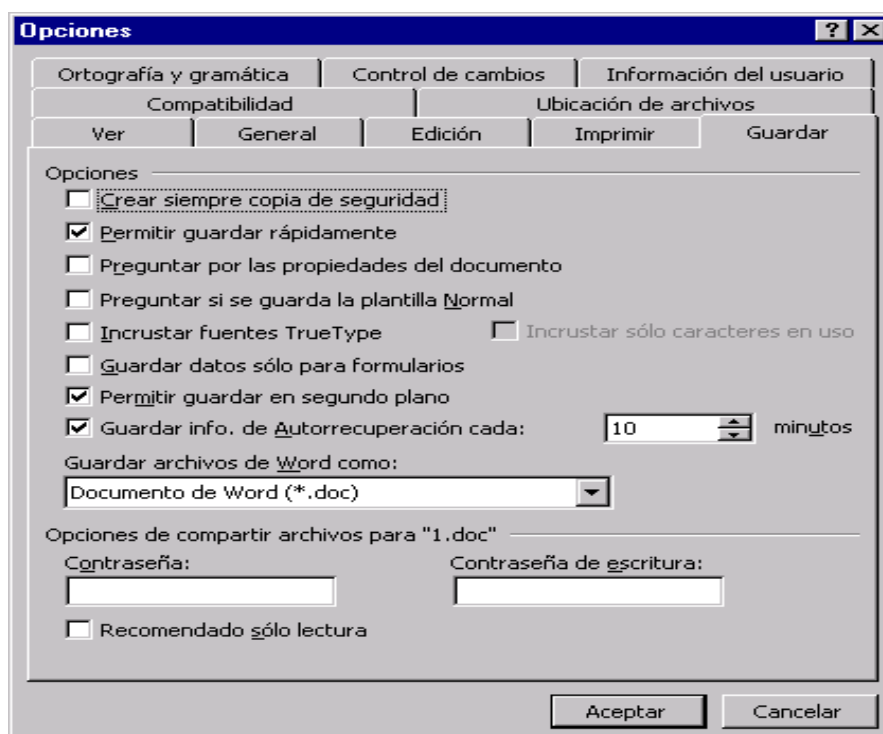 Opciones
Ortografía y gramática Control de cambios Información del usuario
Compatibilidad Ubicación de archivos
Ver General Edición Imprimir Guardar
Opciones
Crear siempre copia de seguridad
Permitir guardar rápidamente
Preguntar por las propiedades del documento
Preguntar si se guarda la plantilla Normal
Incrustar fuentes TrueType Incrustar sólo caracteres en uso
Guardar datos sólo para formularios
Permitir guardar en segundo plano
Guardar info. de Autorrecuperación cada: 10 minutos
Guardar archivos de Word como:
Documento de Word (*.doc)
Opciones de compartir archivos para "1.doc"
Contraseña: Contraseña de escritura:
Recomendado sólo lectura
Aceptar Cancelar